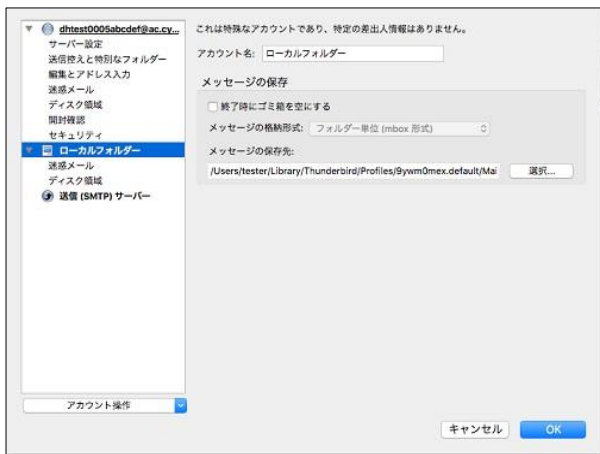 dhtest0005abcdef@ac.cy...
サーバー設定
送信控えと特別なフォルダー
編集とアドレス入力
迷惑メール
ディスク領域
開封確認
セキュリティ
ローカルフォルダー
迷惑メール
ディスク領域
送信 (SMTP) サーバー
アカウント操作
これは特殊なアカウントであり、特定の差出人情報はありません。
アカウント名: ローカルフォルダー
メッセージの保存
終了時にゴミ箱を空にする
メッセージの格納形式: フォルダー単位 (mbox 形式)
メッセージの保存先:
/Users/tester/Library/Thunderbird/Profiles/9ywm0mex.default/Mai 選択...
キャンセル OK